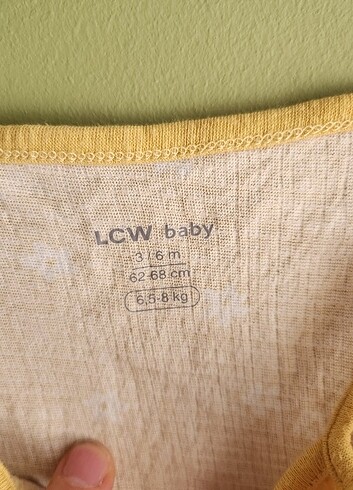 LCW baby
3 / 6 m
62-68 cm
6,5-8 kg